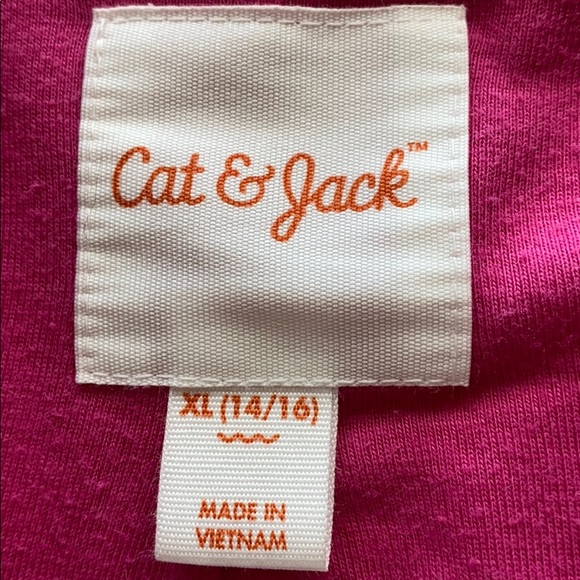 Cat & Jack™
XL (14/16)
MADE IN
VIETNAM